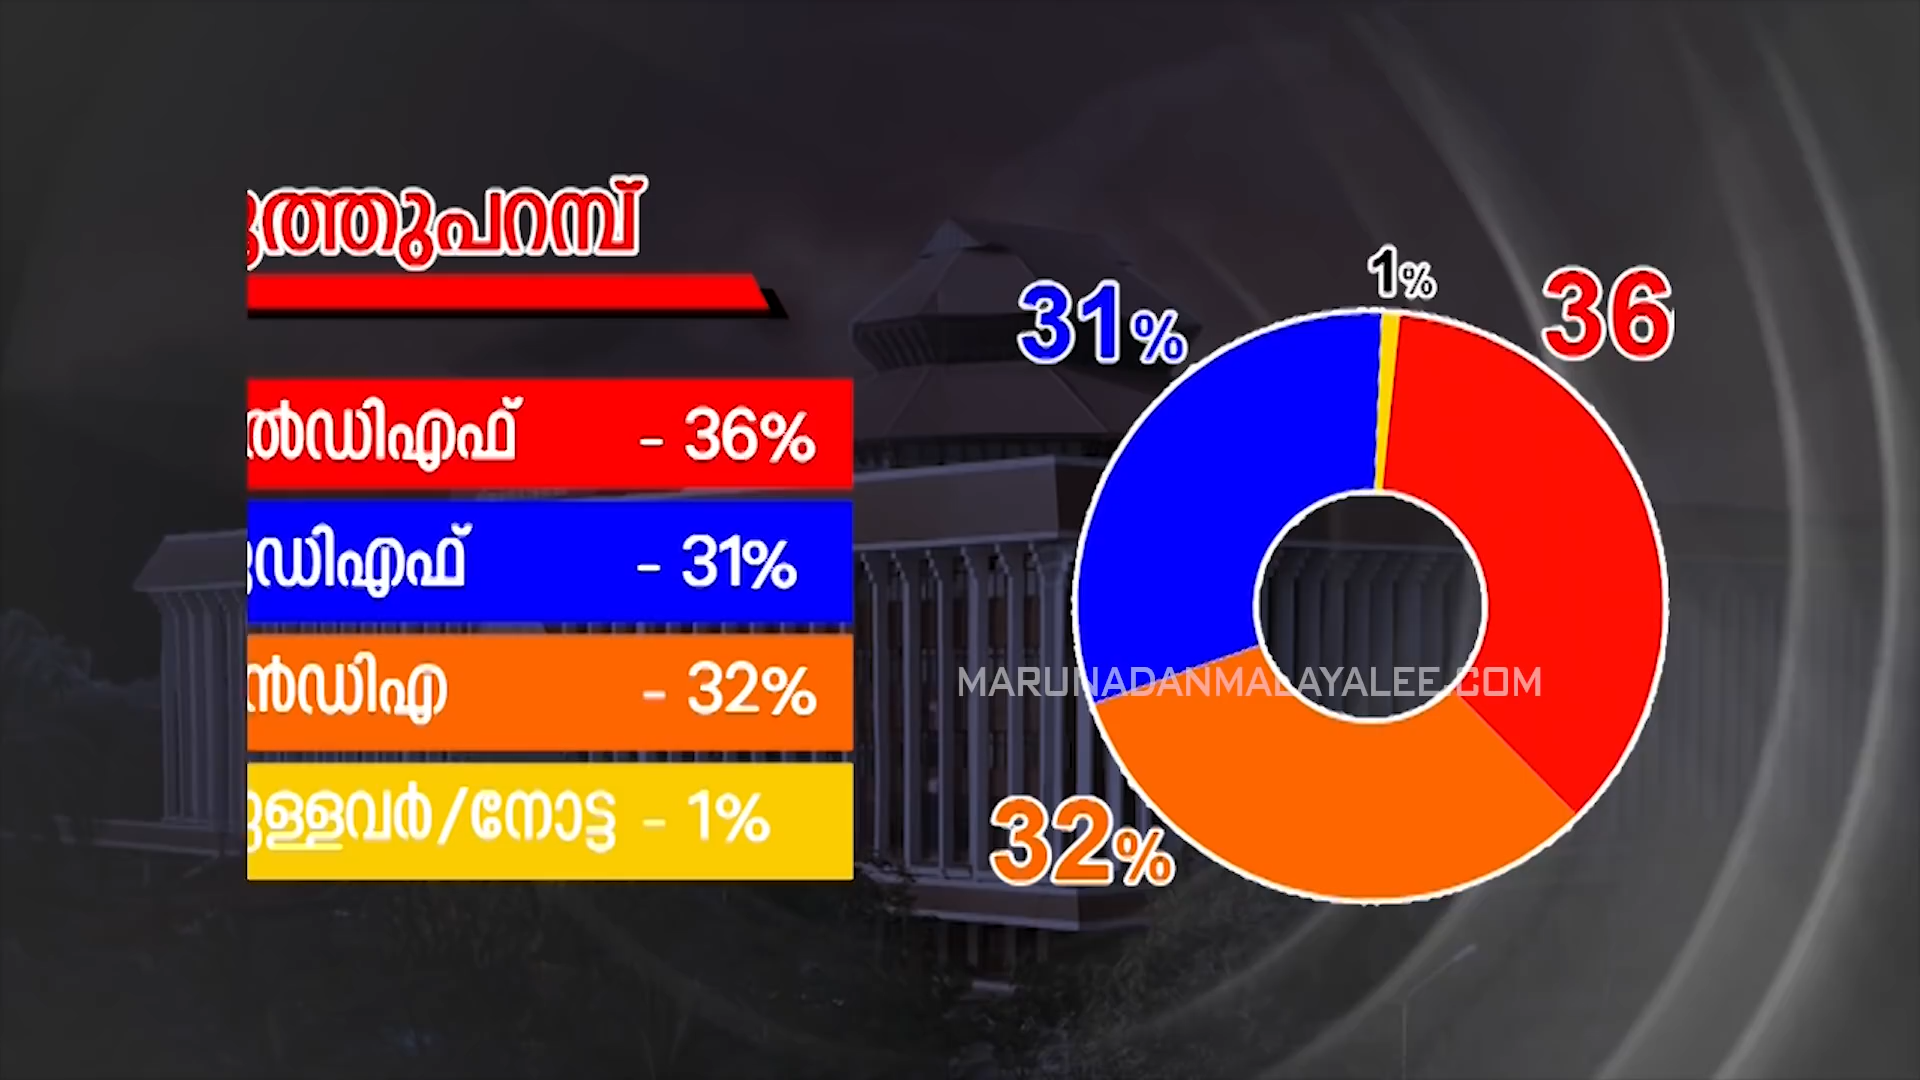 ത്തുപറമ്പ്
ൽഡിഎഫ് - 36%
ഡിഎഫ് - 31%
ൻഡിഎ - 32%
ള്ളവർ/നോട്ട - 1%
1%
36
31%
32%
MARUNADANMALAYALEE.COM